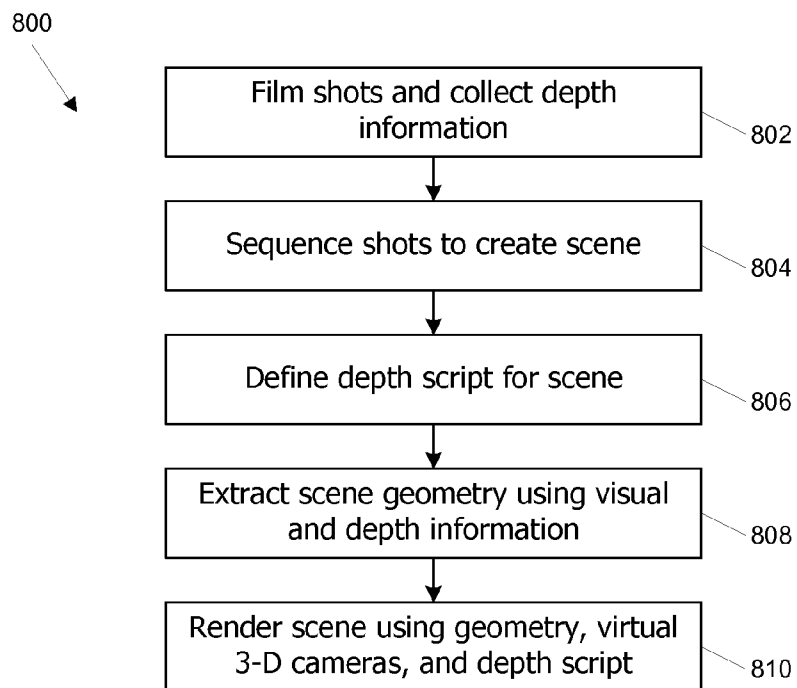 800
Film shots and collect depth
information
802
Sequence shots to create scene
804
Define depth script for scene
806
Extract scene geometry using visual
and depth information
808
Render scene using geometry, virtual
3-D cameras, and depth script
810